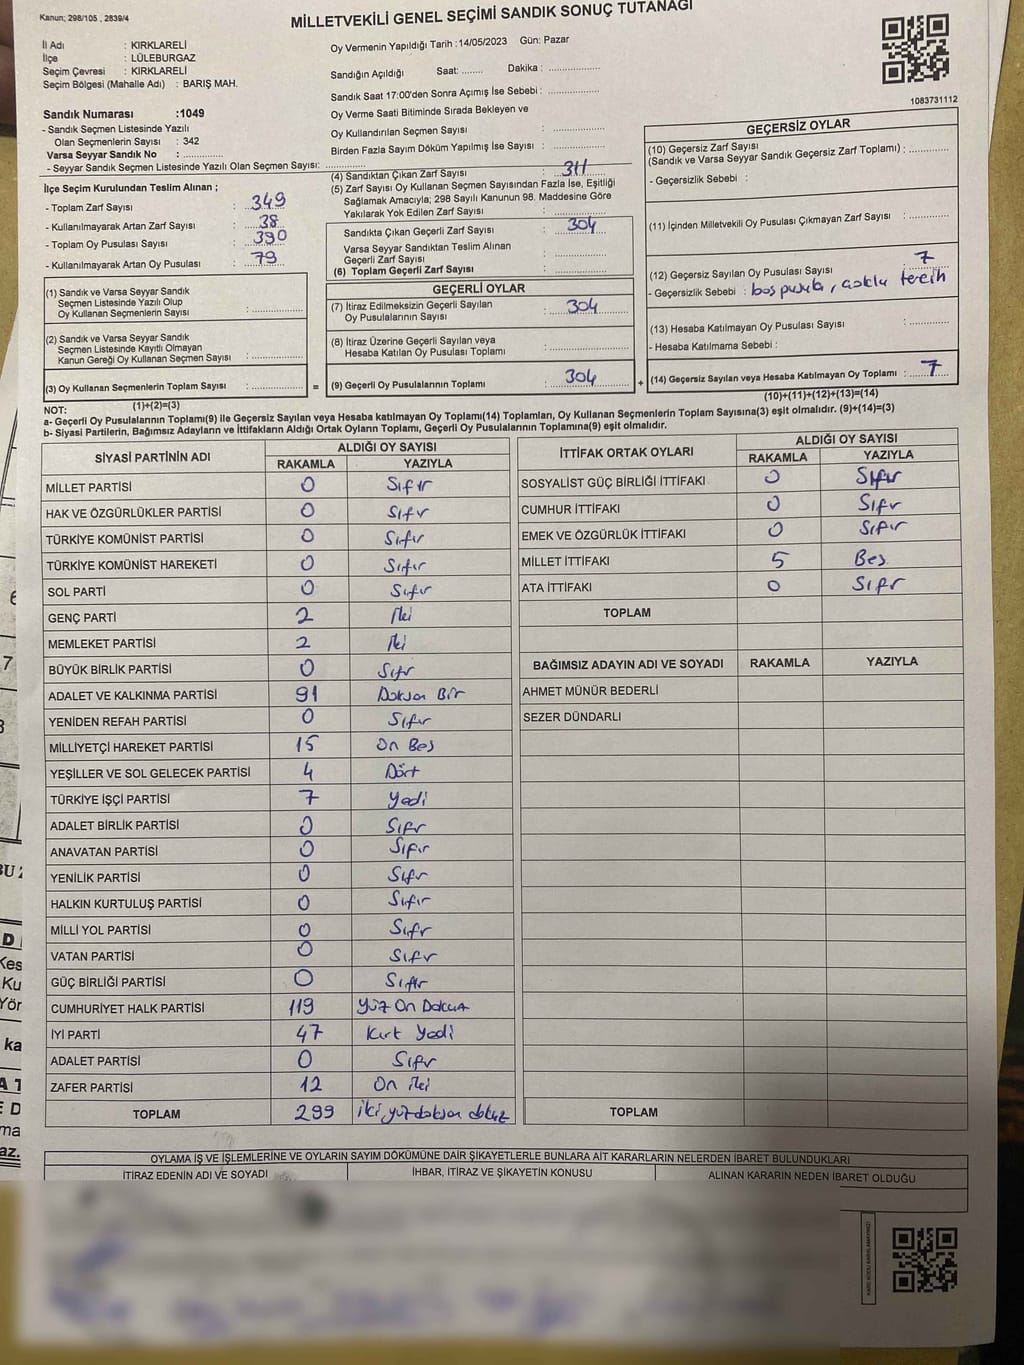 Kanun; 298/105 , 2839/4
MİLLETVEKİLİ GENEL SEÇİMİ SANDIK SONUÇ TUTANAĞI
İl Adı : KIRKLARELİ
İlçe : LÜLEBURGAZ
Seçim Çevresi : KIRKLARELİ
Seçim Bölgesi (Mahalle Adı) : BARIŞ MAH.
Sandık Numarası :1049
- Sandık Seçmen Listesinde Yazılı
Olan Seçmenlerin Sayısı : 342
Varsa Seyyar Sandık No : ..............
- Seyyar Sandık Seçmen Listesinde Yazılı Olan Seçmen Sayısı: ..............
Oy Vermenin Yapıldığı Tarih :14/05/2023 Gün: Pazar
Sandığın Açıldığı Saat: ........ Dakika : ..................
Sandık Saat 17:00'den Sonra Açımış İse Sebebi : ..................
Oy Verme Saati Bitiminde Sırada Bekleyen ve
Oy Kullandırılan Seçmen Sayısı : ..................
Birden Fazla Sayım Döküm Yapılmış İse Sayısı : ..................
1083731112
İlçe Seçim Kurulundan Teslim Alınan ;
- Toplam Zarf Sayısı : 349
- Kullanılmayarak Artan Zarf Sayısı : 38
- Toplam Oy Pusulası Sayısı : 390
- Kullanılmayarak Artan Oy Pusulası : 79
(1) Sandık ve Varsa Seyyar Sandık
Seçmen Listesinde Yazılı Olup
Oy Kullanan Seçmenlerin Sayısı : ..............
(2) Sandık ve Varsa Seyyar Sandık
Seçmen Listesinde Kayıtlı Olmayan
Kanun Gereği Oy Kullanan Seçmen Sayısı : ..............
(3) Oy Kullanan Seçmenlerin Toplam Sayısı : .............. =
(1)+(2)=(3)
(4) Sandıktan Çıkan Zarf Sayısı : 311
(5) Zarf Sayısı Oy Kullanan Seçmen Sayısından Fazla İse, Eşitliği
Sağlamak Amacıyla; 298 Sayılı Kanunun 98. Maddesine Göre
Yakılarak Yok Edilen Zarf Sayısı : ..................
Sandıkta Çıkan Geçerli Zarf Sayısı : 304
Varsa Seyyar Sandıktan Teslim Alınan
Geçerli Zarf Sayısı : ..................
(6) Toplam Geçerli Zarf Sayısı : ..................
GEÇERLİ OYLAR
(7) İtiraz Edilmeksizin Geçerli Sayılan
Oy Pusulalarının Sayısı : 304
(8) İtiraz Üzerine Geçerli Sayılan veya
Hesaba Katılan Oy Pusulası Toplamı : ..................
(9) Geçerli Oy Pusulalarının Toplamı : 304 +
GEÇERSİZ OYLAR
(10) Geçersiz Zarf Sayısı
(Sandık ve Varsa Seyyar Sandık Geçersiz Zarf Toplamı) : ..............
- Geçersizlik Sebebi :
(11) İçinden Milletvekili Oy Pusulası Çıkmayan Zarf Sayısı : ..............
(12) Geçersiz Sayılan Oy Pusulası Sayısı : 7
- Geçersizlik Sebebi : boş pusula, çoklu tercih
(13) Hesaba Katılmayan Oy Pusulası Sayısı : ..............
- Hesaba Katılmama Sebebi :
(14) Geçersiz Sayılan veya Hesaba Katılmayan Oy Toplamı : 7
(10)+(11)+(12)+(13)=(14)
NOT:
a- Geçerli Oy Pusulalarının Toplamı(9) ile Geçersiz Sayılan veya Hesaba katılmayan Oy Toplamı(14) Toplamları, Oy Kullanan Seçmenlerin Toplam Sayısına(3) eşit olmalıdır. (9)+(14)=(3)
b- Siyasi Partilerin, Bağımsız Adayların ve İttifakların Aldığı Ortak Oyların Toplamı, Geçerli Oy Pusulalarının Toplamına(9) eşit olmalıdır.
SİYASİ PARTİNİN ADI ALDIĞI OY SAYISI
RAKAMLA YAZIYLA
MİLLET PARTİSİ 0 Sıfır
HAK VE ÖZGÜRLÜKLER PARTİSİ 0 Sıfır
TÜRKİYE KOMÜNİST PARTİSİ 0 Sıfır
TÜRKİYE KOMÜNİST HAREKETİ 0 Sıfır
SOL PARTİ 0 Sıfır
GENÇ PARTİ 2 İki
MEMLEKET PARTİSİ 2 İki
BÜYÜK BİRLİK PARTİSİ 0 Sıfır
ADALET VE KALKINMA PARTİSİ 91 Doksan Bir
YENİDEN REFAH PARTİSİ 0 Sıfır
MİLLİYETÇİ HAREKET PARTİSİ 15 On Beş
YEŞİLLER VE SOL GELECEK PARTİSİ 4 Dört
TÜRKİYE İŞÇİ PARTİSİ 7 Yedi
ADALET BİRLİK PARTİSİ 0 Sıfır
ANAVATAN PARTİSİ 0 Sıfır
YENİLİK PARTİSİ 0 Sıfır
HALKIN KURTULUŞ PARTİSİ 0 Sıfır
MİLLİ YOL PARTİSİ 0 Sıfır
VATAN PARTİSİ 0 Sıfır
GÜÇ BİRLİĞİ PARTİSİ 0 Sıfır
CUMHURİYET HALK PARTİSİ 119 Yüz On Dokuz
İYİ PARTİ 47 Kırk Yedi
ADALET PARTİSİ 0 Sıfır
ZAFER PARTİSİ 12 On iki
TOPLAM 299 iki yüz doksan dokuz
İTTİFAK ORTAK OYLARI ALDIĞI OY SAYISI
RAKAMLA YAZIYLA
SOSYALİST GÜÇ BİRLİĞİ İTTİFAKI 0 Sıfır
CUMHUR İTTİFAKI 0 Sıfır
EMEK VE ÖZGÜRLÜK İTTİFAKI 0 Sıfır
MİLLET İTTİFAKI 5 Beş
ATA İTTİFAKI 0 Sıfır
TOPLAM
BAĞIMSIZ ADAYIN ADI VE SOYADI RAKAMLA YAZIYLA
AHMET MÜNÜR BEDERLİ
SEZER DÜNDARLI
TOPLAM
OYLAMA İŞ VE İŞLEMLERİNE VE OYLARIN SAYIM DÖKÜMÜNE DAİR ŞİKAYETLERLE BUNLARA AİT KARARLARIN NELERDEN İBARET BULUNDUKLARI
İTİRAZ EDENİN ADI VE SOYADI İHBAR, İTİRAZ VE ŞİKAYETİN KONUSU ALINAN KARARIN NEDEN İBARET OLDUĞU